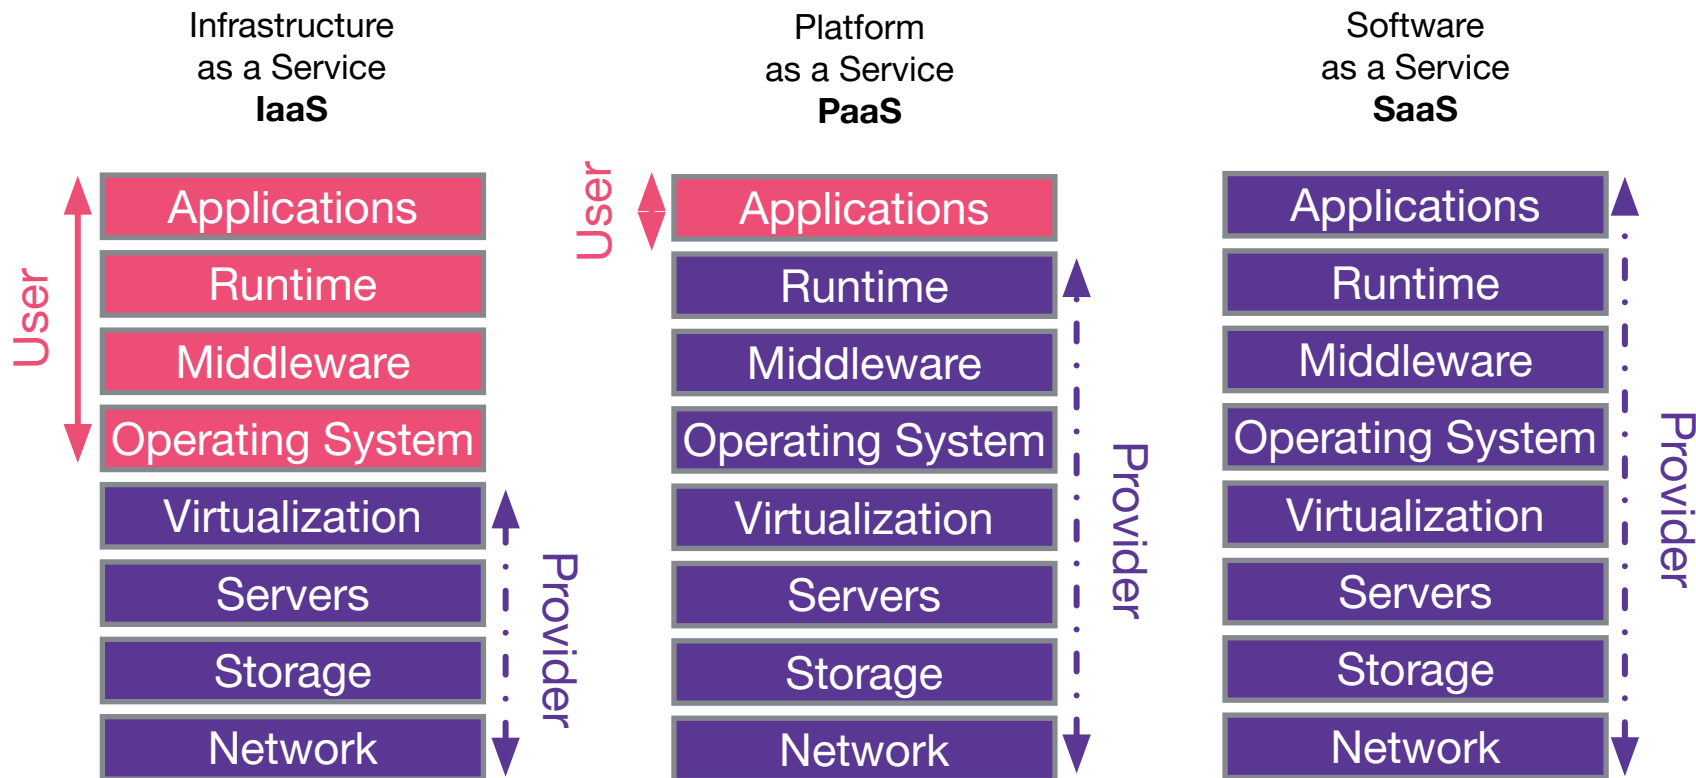 Infrastructure
as a Service
IaaS
User
Applications
Runtime
Middleware
Operating System
Virtualization
Servers
Storage
Network
Provider
Platform
as a Service
PaaS
User
Applications
Runtime
Middleware
Operating System
Virtualization
Servers
Storage
Network
Provider
Software
as a Service
SaaS
Applications
Runtime
Middleware
Operating System
Virtualization
Servers
Storage
Network
Provider